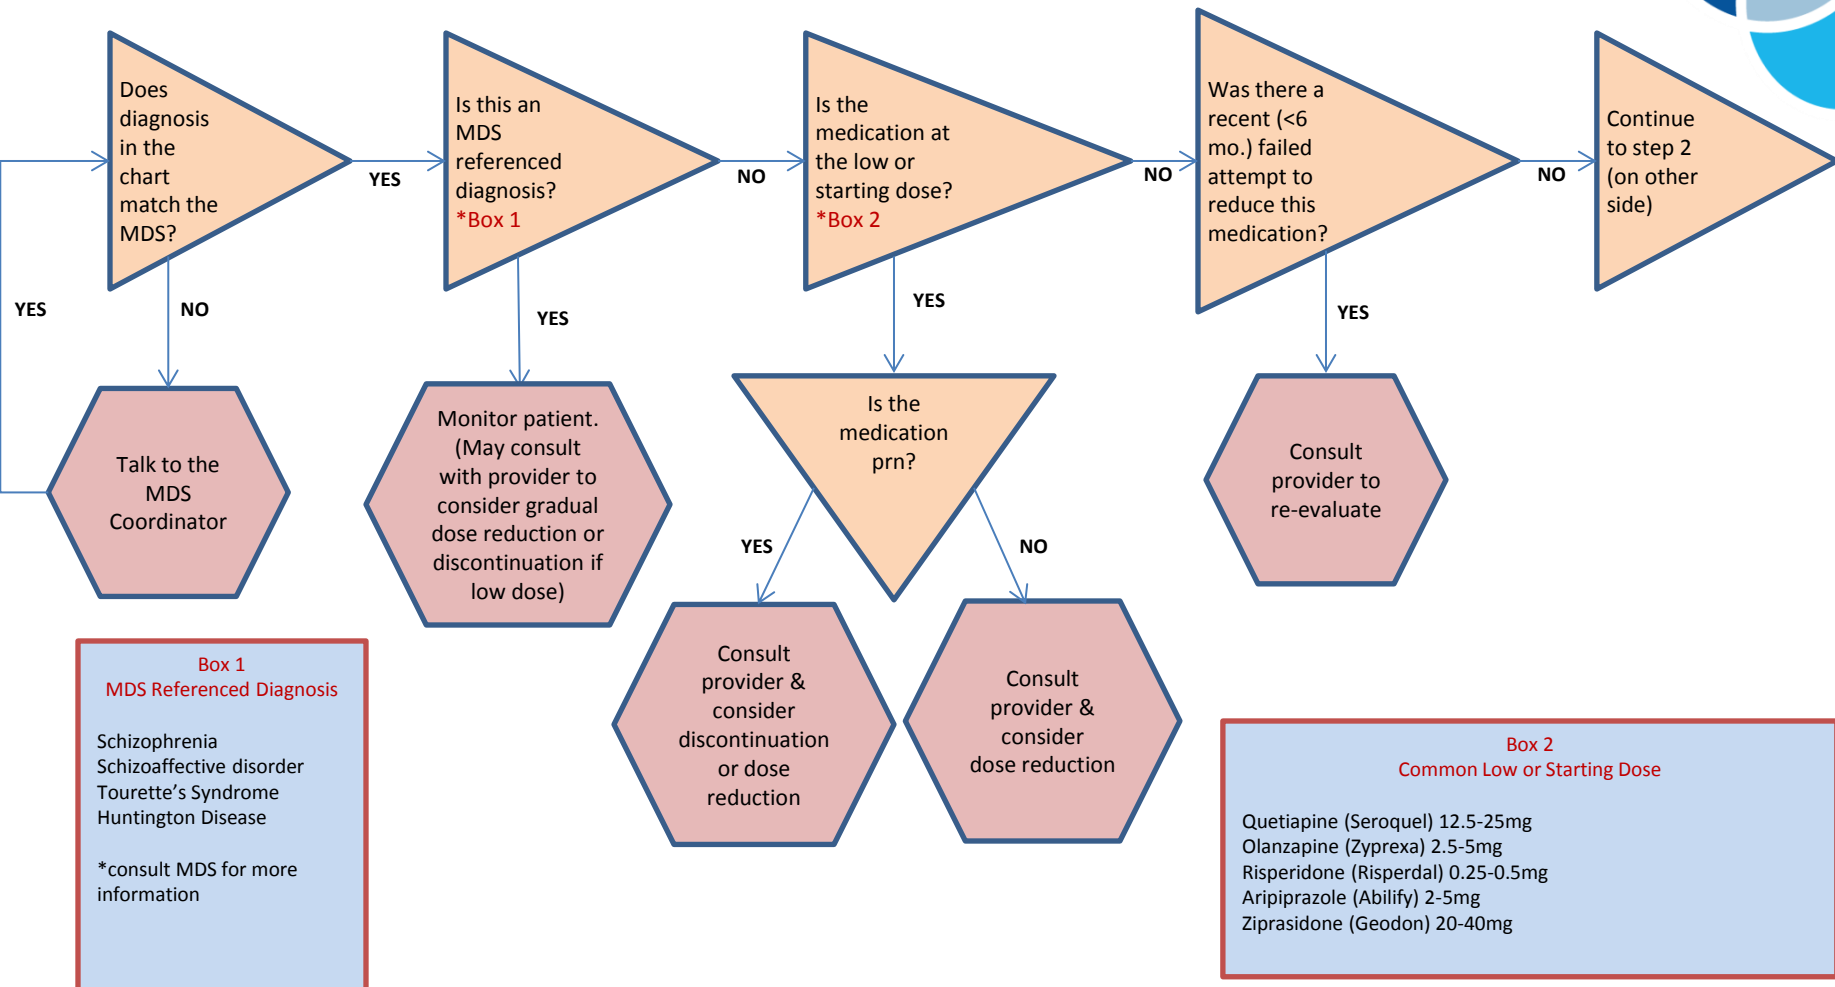 Does
diagnosis
in the
chart
match the
MDS?
YES
Is this an
MDS
referenced
diagnosis?
*Box 1
NO
Is the
medication at
the low or
starting dose?
*Box 2
NO
Was there a
recent (<6
mo.) failed
attempt to
reduce this
medication?
NO
Continue
to step 2
(on other
side)
YES
NO
YES
YES
YES
Talk to the
MDS
Coordinator
Monitor patient.
(May consult
with provider to
consider gradual
dose reduction or
discontinuation if
low dose)
Is the
medication
prn?
YES
NO
Consult
provider to
re-evaluate
Consult
provider &
consider
discontinuation
or dose
reduction
Consult
provider &
consider
dose reduction
Box 1
MDS Referenced Diagnosis
Schizophrenia
Schizoaffective disorder
Tourette’s Syndrome
Huntington Disease
*consult MDS for more
information
Box 2
Common Low or Starting Dose
Quetiapine (Seroquel) 12.5-25mg
Olanzapine (Zyprexa) 2.5-5mg
Risperidone (Risperdal) 0.25-0.5mg
Aripiprazole (Abilify) 2-5mg
Ziprasidone (Geodon) 20-40mg